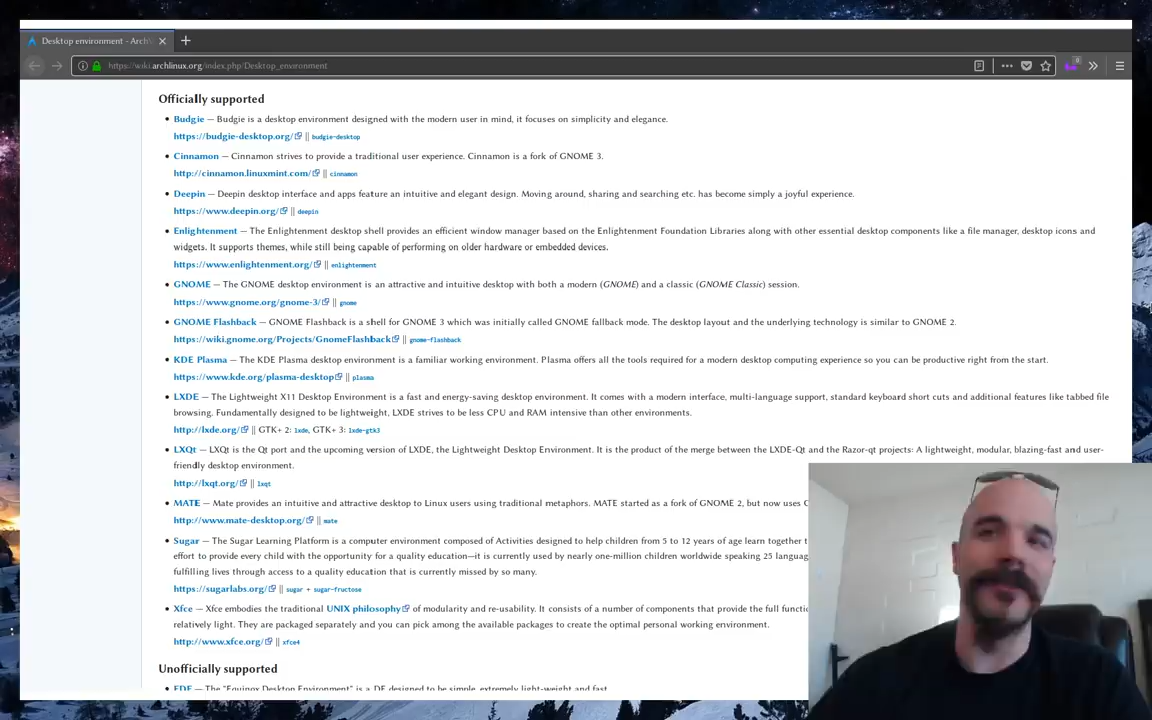 Desktop environment - Arch
https://wiki.archlinux.org/index.php/Desktop_environment
0
Officially supported
Budgie — Budgie is a desktop environment designed with the modern user in mind, it focuses on simplicity and elegance.
https://budgie-desktop.org/ || budgie-desktop
Cinnamon — Cinnamon strives to provide a traditional user experience. Cinnamon is a fork of GNOME 3.
http://cinnamon.linuxmint.com/ || cinnamon
Deepin — Deepin desktop interface and apps feature an intuitive and elegant design. Moving around, sharing and searching etc. has become simply a joyful experience.
https://www.deepin.org/ || deepin
Enlightenment — The Enlightenment desktop shell provides an efficient window manager based on the Enlightenment Foundation Libraries along with other essential desktop components like a file manager, desktop icons and
widgets. It supports themes, while still being capable of performing on older hardware or embedded devices.
https://www.enlightenment.org/ || enlightenment
GNOME — The GNOME desktop environment is an attractive and intuitive desktop with both a modern (GNOME) and a classic (GNOME Classic) session.
https://www.gnome.org/gnome-3/ || gnome
GNOME Flashback — GNOME Flashback is a shell for GNOME 3 which was initially called GNOME fallback mode. The desktop layout and the underlying technology is similar to GNOME 2.
https://wiki.gnome.org/Projects/GnomeFlashback || gnome-flashback
KDE Plasma — The KDE Plasma desktop environment is a familiar working environment. Plasma offers all the tools required for a modern desktop computing experience so you can be productive right from the start.
https://www.kde.org/plasma-desktop || plasma
LXDE — The Lightweight X11 Desktop Environment is a fast and energy-saving desktop environment. It comes with a modern interface, multi-language support, standard keyboard short cuts and additional features like tabbed file
browsing. Fundamentally designed to be lightweight, LXDE strives to be less CPU and RAM intensive than other environments.
http://lxde.org/ || GTK+ 2: lxde, GTK+ 3: lxde-gtk3
LXQt — LXQt is the Qt port and the upcoming version of LXDE, the Lightweight Desktop Environment. It is the product of the merge between the LXDE-Qt and the Razor-qt projects: A lightweight, modular, blazing-fast and user-
friendly desktop environment.
http://lxqt.org/ || lxqt
MATE — Mate provides an intuitive and attractive desktop to Linux users using traditional metaphors. MATE started as a fork of GNOME 2, but now uses
http://www.mate-desktop.org/ || mate
Sugar — The Sugar Learning Platform is a computer environment composed of Activities designed to help children from 5 to 12 years of age learn together
effort to provide every child with the opportunity for a quality education—it is currently used by nearly one-million children worldwide speaking 25 languag
fulfilling lives through access to a quality education that is currently missed by so many.
https://sugarlabs.org/ || sugar + sugar-fructose
Xfce — Xfce embodies the traditional UNIX philosophy of modularity and re-usability. It consists of a number of components that provide the full functio
relatively light. They are packaged separately and you can pick among the available packages to create the optimal personal working environment.
http://www.xfce.org/ || xfce4
Unofficially supported
EDE — The "Equinox Desktop Environment" is a DE designed to be simple, extremely light-weight and fast.